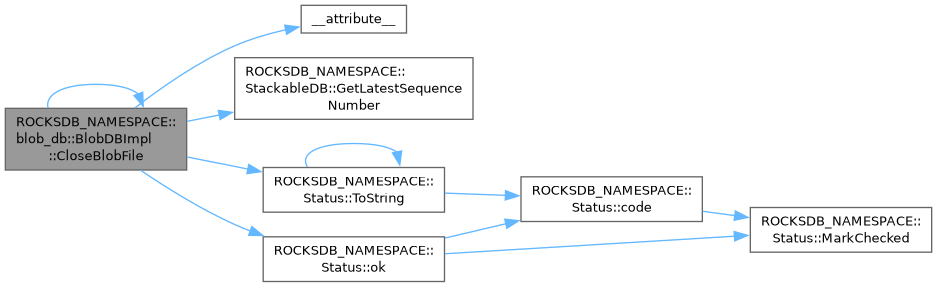 __attribute__
ROCKSDB_NAMESPACE::
StackableDB::GetLatestSequence
Number
ROCKSDB_NAMESPACE::
blob_db::BlobDBImpl
::CloseBlobFile
ROCKSDB_NAMESPACE::
Status::ToString
ROCKSDB_NAMESPACE::
Status::code
ROCKSDB_NAMESPACE::
Status::MarkChecked
ROCKSDB_NAMESPACE::
Status::ok